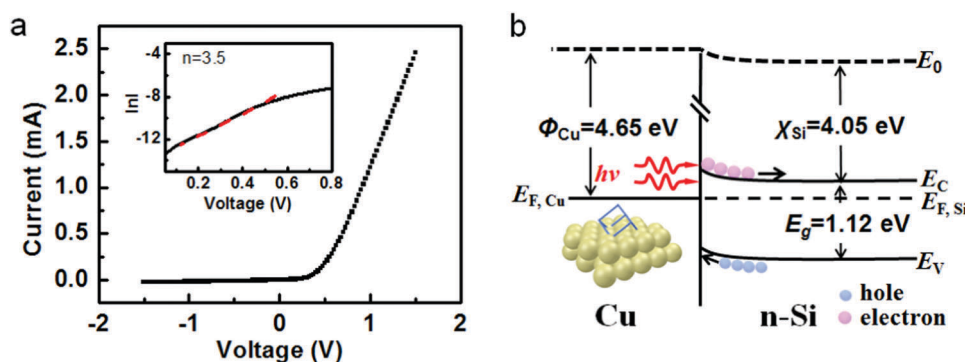 a
n=3.5
-4
-8
-12
lnI
0.2 0.4 0.6 0.8
Voltage (V)
2.5
2.0
1.5
1.0
0.5
0.0
Current (mA)
-2 -1 0 1 2
Voltage (V)
b
E0
ΦCu=4.65 eV
χSi=4.05 eV
hν
EC
EF, Cu
EF, Si
Eg=1.12 eV
EV
hole
electron
Cu
n-Si